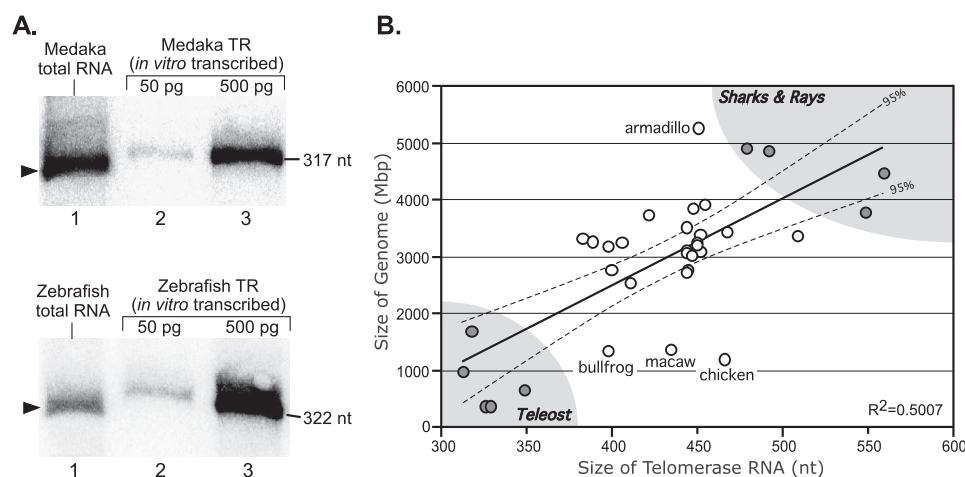 A.
Medaka
total RNA
Medaka TR
(in vitro transcribed)
50 pg
500 pg
317 nt
1
2
3
Zebrafish
total RNA
Zebrafish TR
(in vitro transcribed)
50 pg
500 pg
322 nt
1
2
3
B.
Size of Genome (Mbp)
6000
5000
4000
3000
2000
1000
0
Sharks & Rays
95%
armadillo
95%
bullfrog
macaw
chicken
Teleost
R2=0.5007
300
400
450
500
550
600
Size of Telomerase RNA (nt)